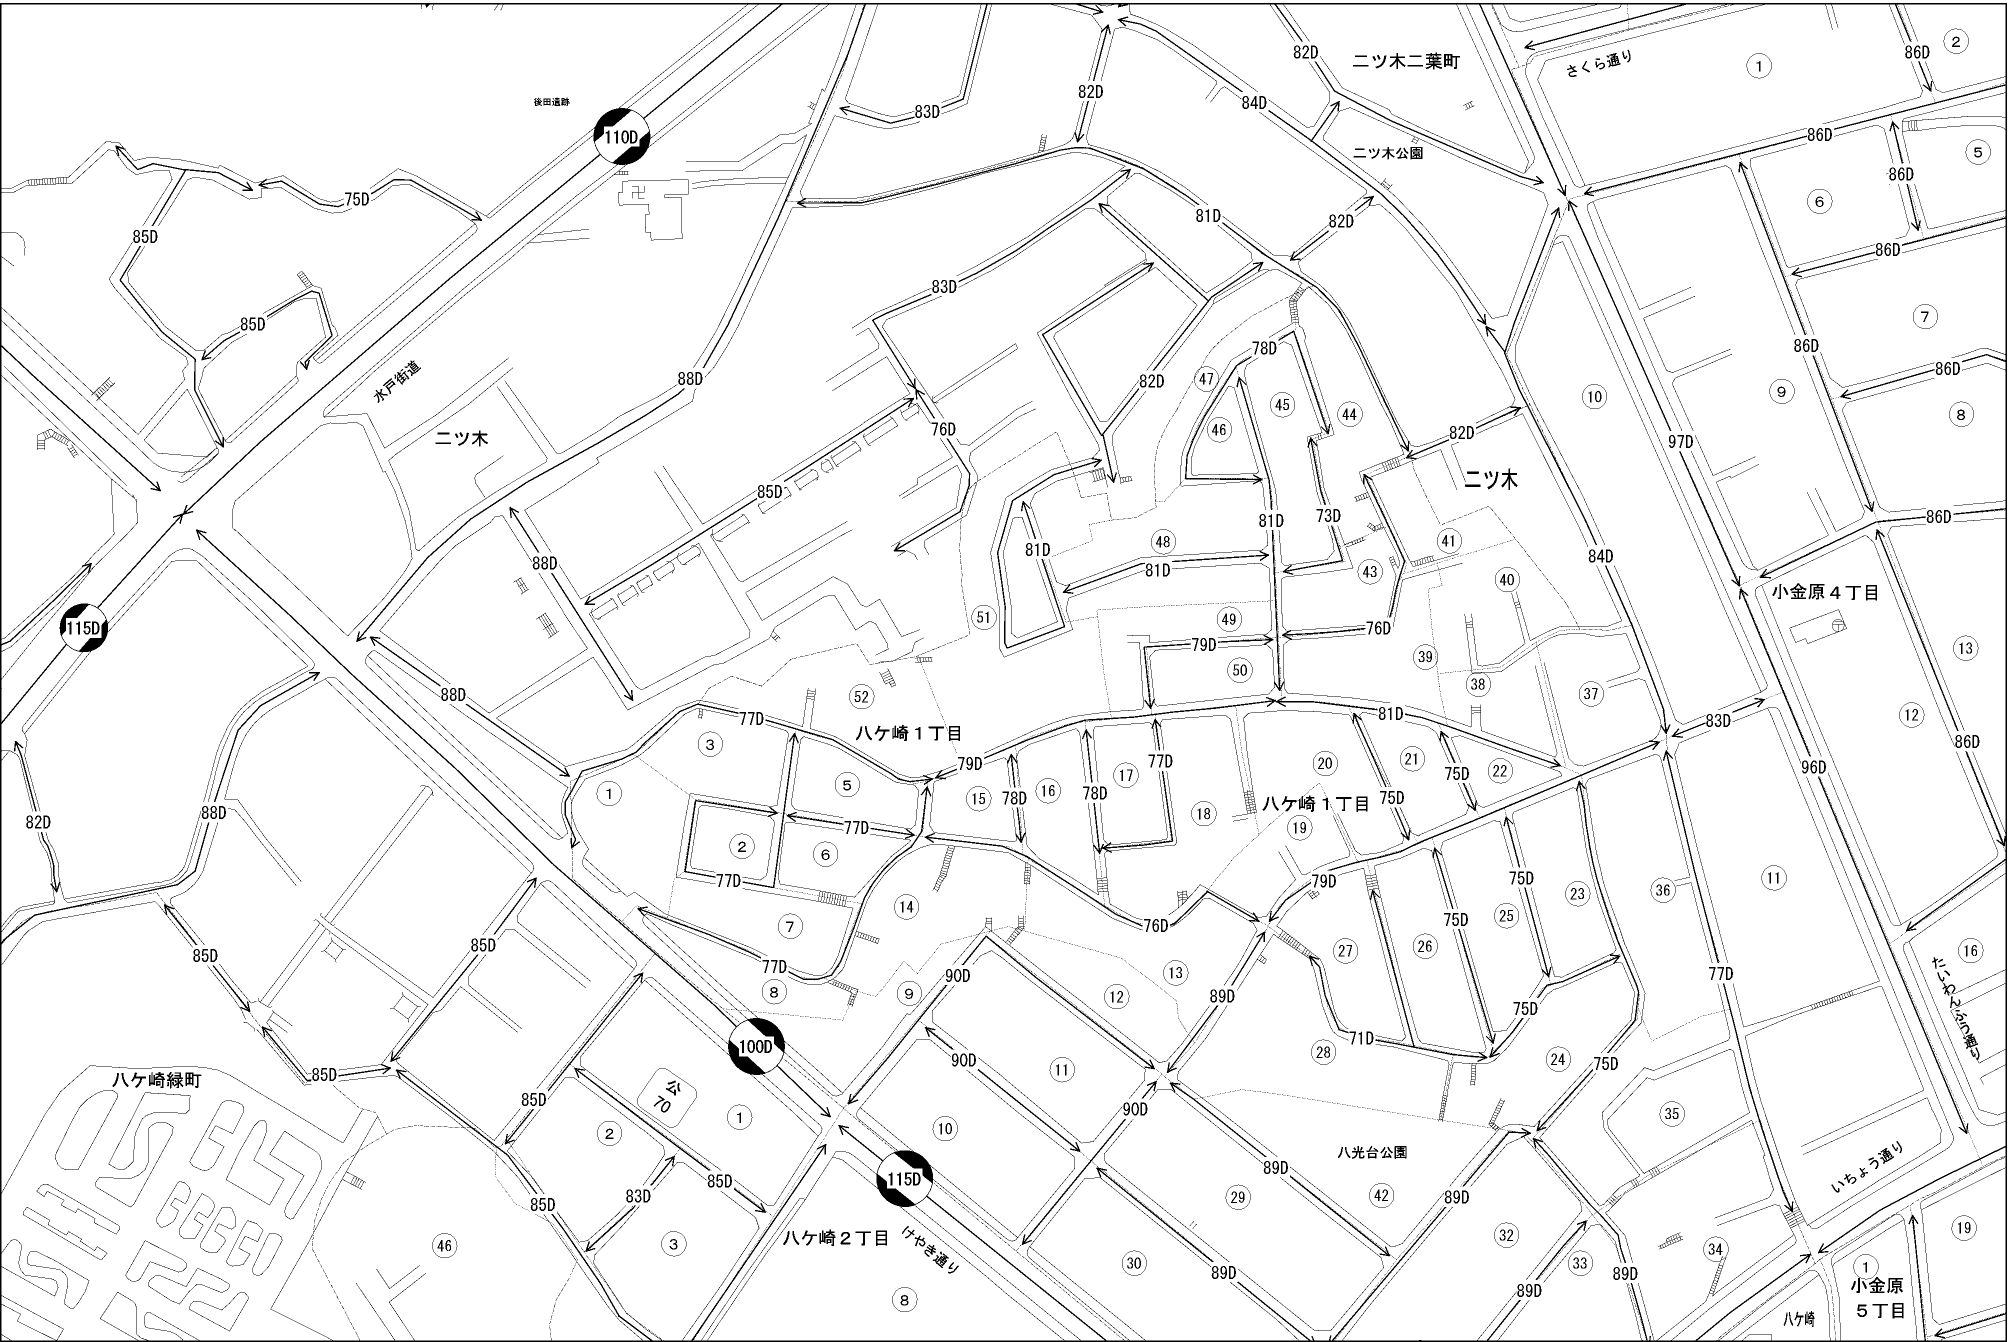 後田遺跡
110D
75D
85D
85D
83D
82D
84D
82D
二ツ木二葉町
二ツ木公園
さくら通り
①
86D
②
86D
⑤
86D
⑥
86D
⑦
86D
86D
⑧
⑨
86D
⑩
97D
81D
82D
83D
水戸街道
88D
二ツ木
76D
85D
82D
78D
㊼
㊺
㊹
㊻
82D
二ツ木
81D
73D
㊶
84D
115D
88D
81D
㊽
81D
㊸
㊵
小金原4丁目
⑬
51
㊾
79D
76D
㊴
㊿
㊳
㊲
88D
52
77D
八ケ崎1丁目
③
79D
81D
83D
⑫
86D
96D
①
⑤
77D
②
⑥
77D
⑮
78D
⑯
78D
⑰
77D
⑱
⑳
八ケ崎1丁目
⑲
㉑
75D
75D
㉒
82D
88D
⑭
79D
75D
㉓
㊱
⑪
⑦
77D
76D
㉗
㉖
75D
㉕
⑯
85D
85D
⑧
⑨
90D
⑫
⑬
89D
75D
77D
たいわんふう通り
100D
90D
⑪
㉘
71D
㉔
75D
85D
八ケ崎緑町
85D
公
70
①
②
⑩
90D
㉟
八光台公園
89D
㊷
89D
いちょう通り
85D
83D
85D
115D
㉙
③
八ケ崎2丁目
けやき通り
㊻
㉚
89D
㉜
㉝
89D
89D
㉞
⑲
①
小金原
5丁目
八ケ崎
⑧